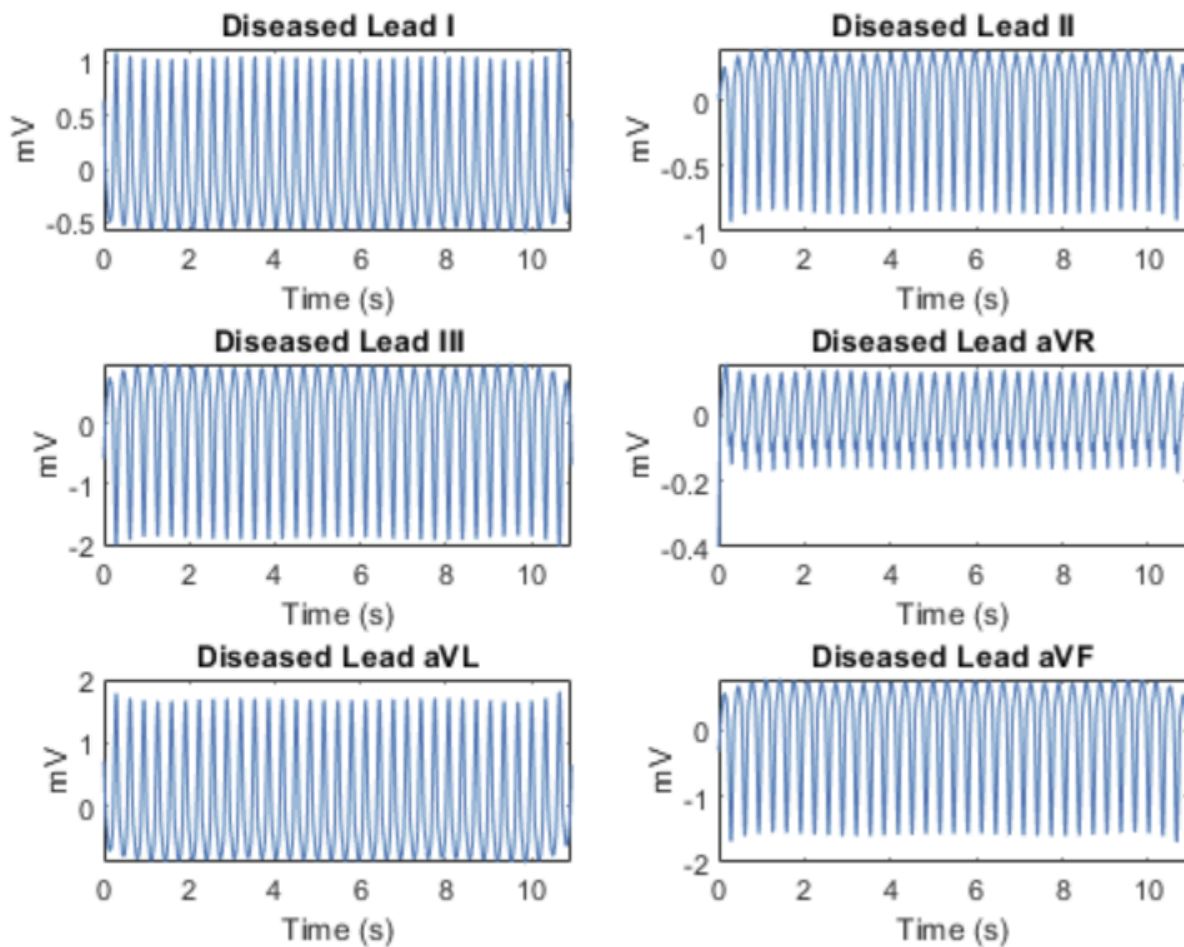 Diseased Lead I
1
0.5
0
-0.5
mV
0 2 4 6 8 10
Time (s)
Diseased Lead II
0
-0.5
-1
mV
0 2 4 6 8 10
Time (s)
Diseased Lead III
0
-1
-2
mV
0 2 4 6 8 10
Time (s)
Diseased Lead aVR
0
-0.2
-0.4
mV
0 2 4 6 8 10
Time (s)
Diseased Lead aVL
2
1
0
mV
0 2 4 6 8 10
Time (s)
Diseased Lead aVF
0
-1
-2
mV
0 2 4 6 8 10
Time (s)